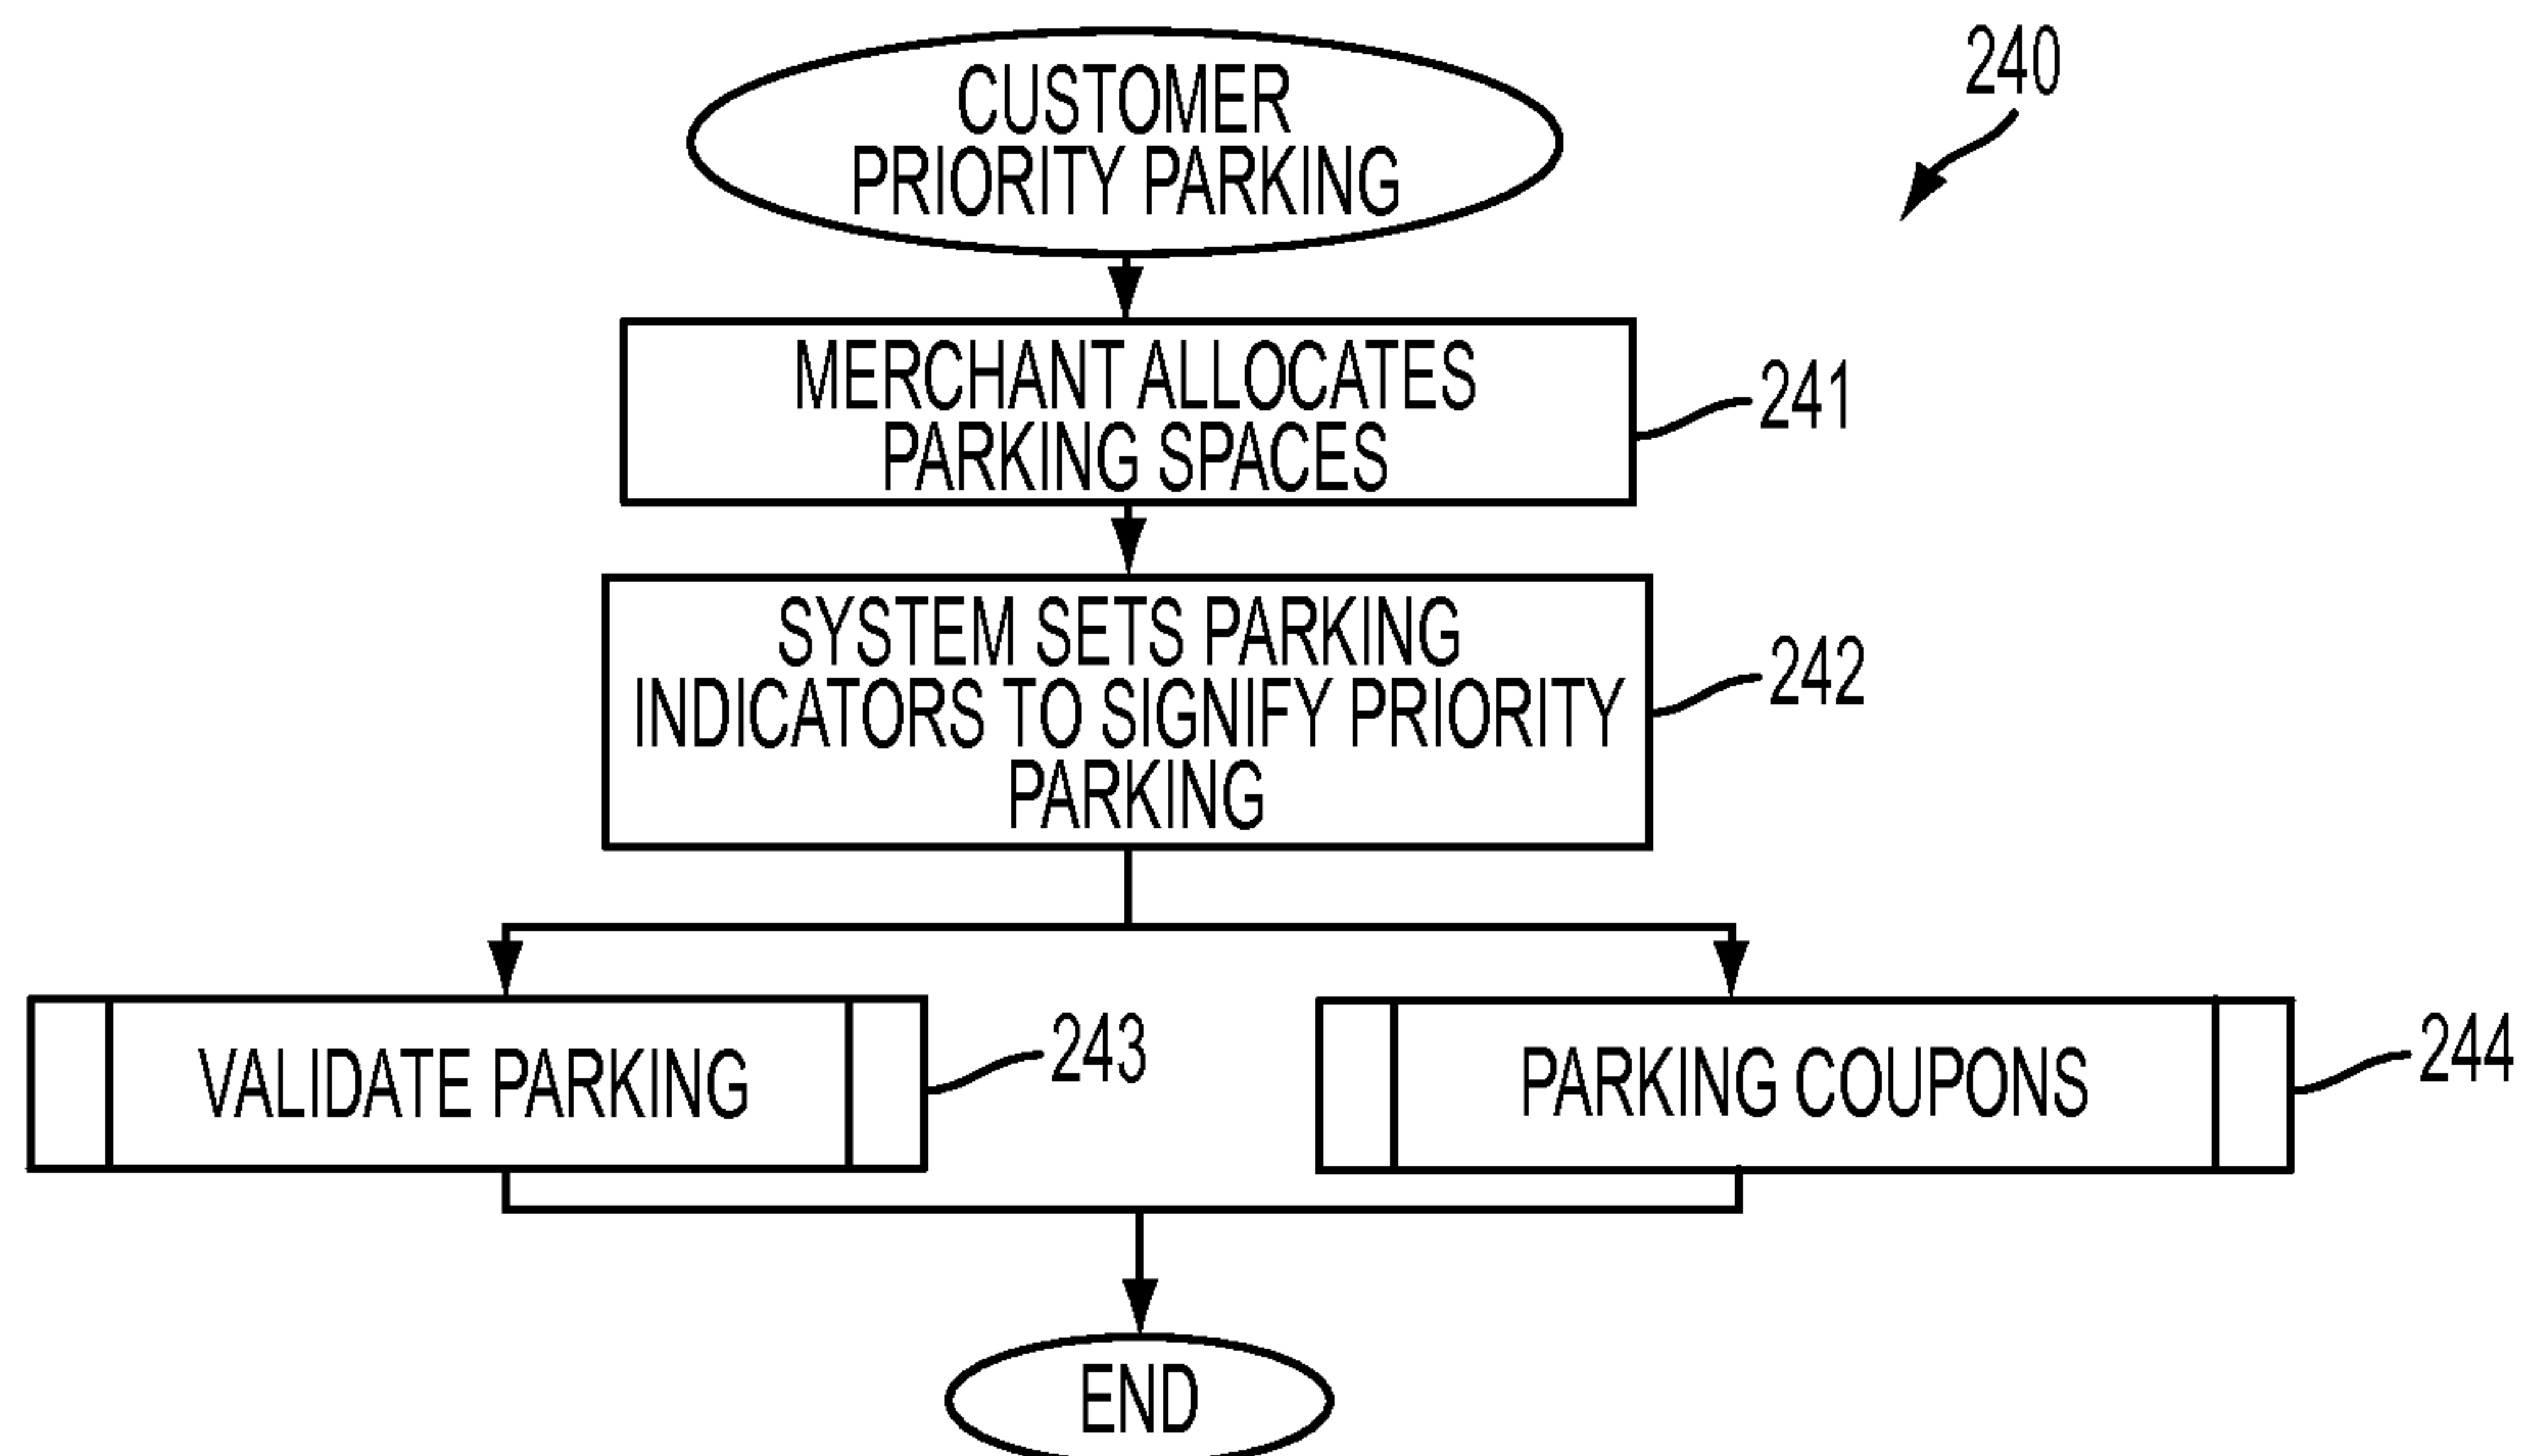 240
CUSTOMER
PRIORITY PARKING
MERCHANT ALLOCATES
PARKING SPACES
241
SYSTEM SETS PARKING
INDICATORS TO SIGNIFY PRIORITY
PARKING
242
VALIDATE PARKING
243
PARKING COUPONS
244
END